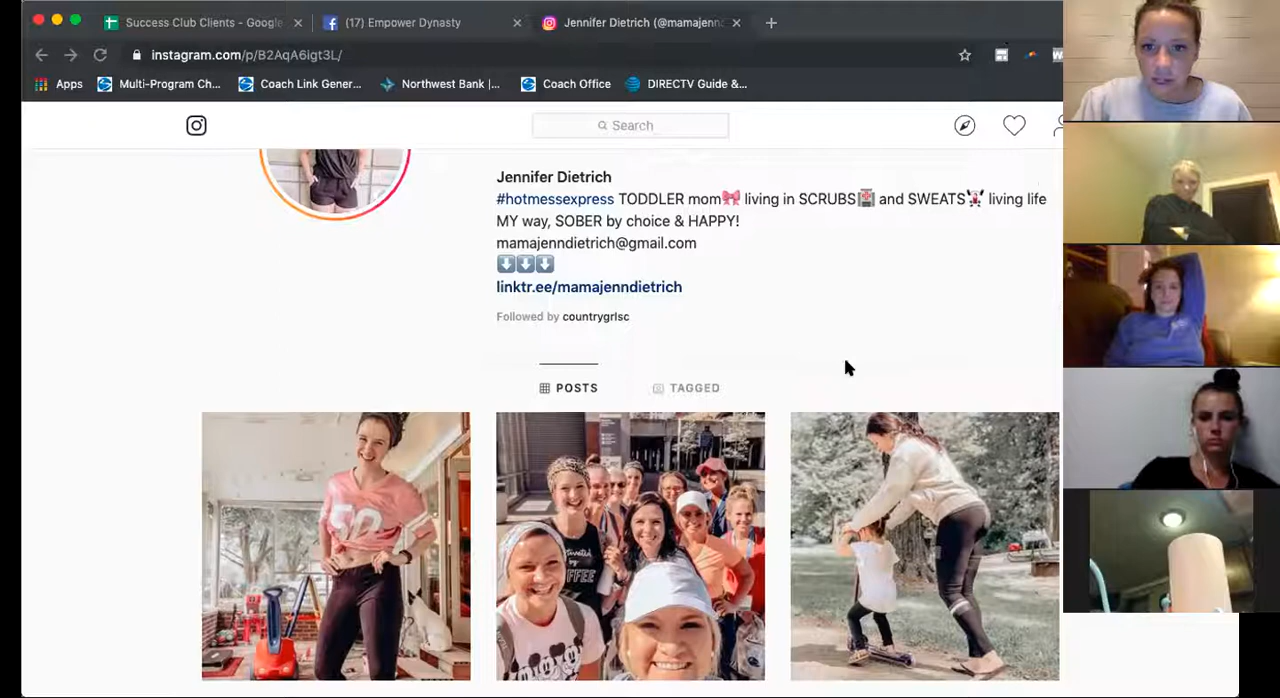 Success Club Clients - Google
(17) Empower Dynasty
Jennifer Dietrich (@mamajenn
instagram.com/p/B2AqA6igt3L/
Apps
Multi-Program Ch...
Coach Link Gener...
Northwest Bank |...
Coach Office
DIRECTV Guide &...
Search
Jennifer Dietrich
#hotmessexpress TODDLER mom🎀 living in SCRUBS🏥 and SWEATS🏋️ living life
MY way, SOBER by choice & HAPPY!
mamajenndietrich@gmail.com
⬇️⬇️⬇️
linktr.ee/mamajenndietrich
Followed by countrygrlsc
POSTS
TAGGED